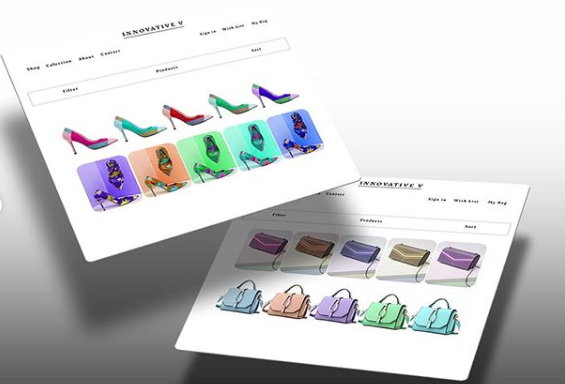 INNOVATIVE V
Sign in Wish List My Bag
Shop Collection About Contact
Filter Products Sort
INNOVATIVE V
Contact
Sign in Wish List My Bag
Filter Products Sort